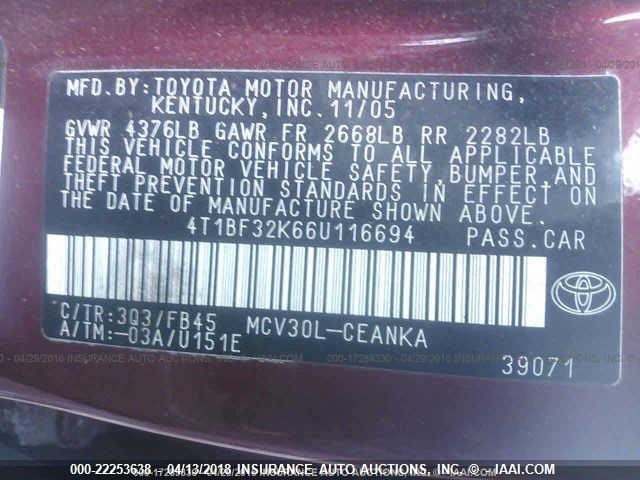 MFD.BY:TOYOTA MOTOR MANUFACTURING,
KENTUCKY,INC.11/05
GVWR 4376LB GAWR FR 2668LB RR 2282LB
THIS VEHICLE CONFORMS TO ALL APPLICABLE
FEDERAL MOTOR VEHICLE SAFETY,BUMPER,AND
THEFT PREVENTION STANDARDS IN EFFECT ON
THE DATE OF MANUFACTURE SHOWN ABOVE.
4T1BF32K66U116694 PASS.CAR
C/TR:3Q3/FB45 MCV30L-CEANKA
A/TM:-03A/U151E
39071
000-22253638 - 04/13/2018 INSURANCE AUTO AUCTIONS, INC. - © - IAAI.COM